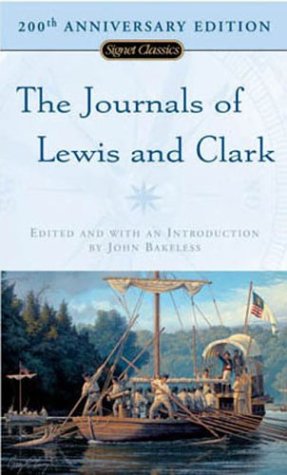 200th ANNIVERSARY EDITION
Signet Classics
The Journals of
Lewis and Clark
EDITED AND WITH AN INTRODUCTION
BY JOHN BAKELESS